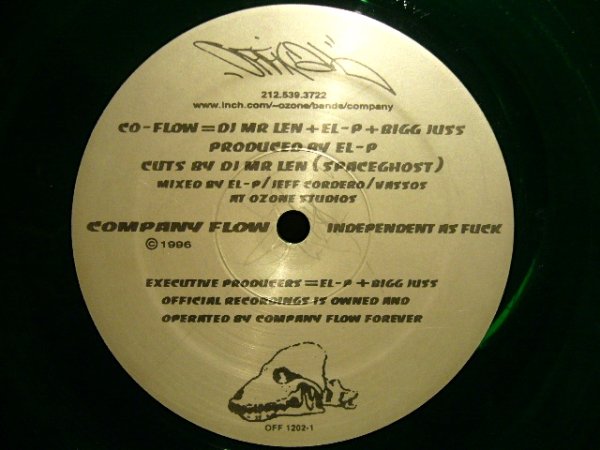 OFFICIAL
212.539.3722
www.inch.com/~ozone/bands/company
CO-FLOW=DJ MR LEN+EL-P+BIGG JUSS
PRODUCED BY EL-P
CUTS BY DJ MR LEN (SPACEGHOST)
MIXED BY EL-P/JEFF CORDERO/VASSOS
AT OZONE STUDIOS
COMPANY FLOW INDEPENDENT AS FUCK
©1996
EXECUTIVE PRODUCERS=EL-P+BIGG JUSS
OFFICIAL RECORDINGS IS OWNED AND
OPERATED BY COMPANY FLOW FOREVER
OFF 1202-1